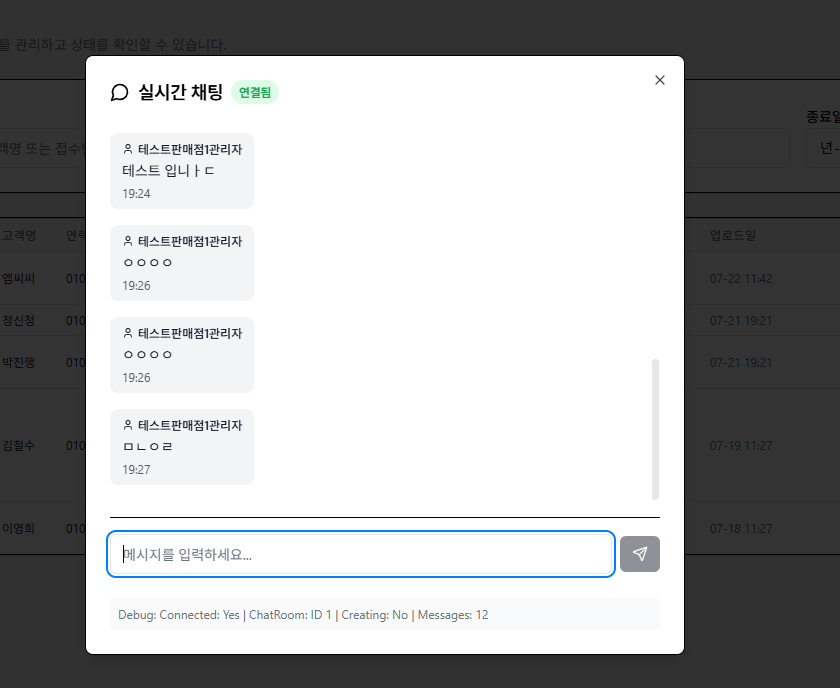 를 관리하고 상태를 확인할 수 있습니다.
실시간 채팅
연결됨
종료일
객명 또는 접수번
년-
테스트판매점1관리자
테스트 입니ㅏㄷ
19:24
고객명
업로드일
테스트판매점1관리자
ㅇㅇㅇㅇ
19:26
엠씨씨 010
07-22 11:42
정신청 010
07-21 19:21
테스트판매점1관리자
ㅇㅇㅇㅇ
19:26
박진행 010
07-21 19:21
테스트판매점1관리자
ㅁㄴㅇㄹ
19:27
김철수 010
07-19 11:27
이영희 010
07-18 11:27
메시지를 입력하세요...
Debug: Connected: Yes | ChatRoom: ID 1 | Creating: No | Messages: 12